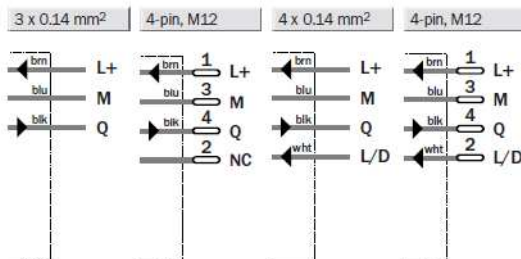 3 x 0.14 mm²
brn L+
blu M
blk Q
4-pin, M12
brn 1 L+
blu 3 M
blk 4 Q
2 NC
4 x 0.14 mm²
brn L+
blu M
blk Q
wht L/D
4-pin, M12
brn 1 L+
blu 3 M
blk 4 Q
wht 2 L/D